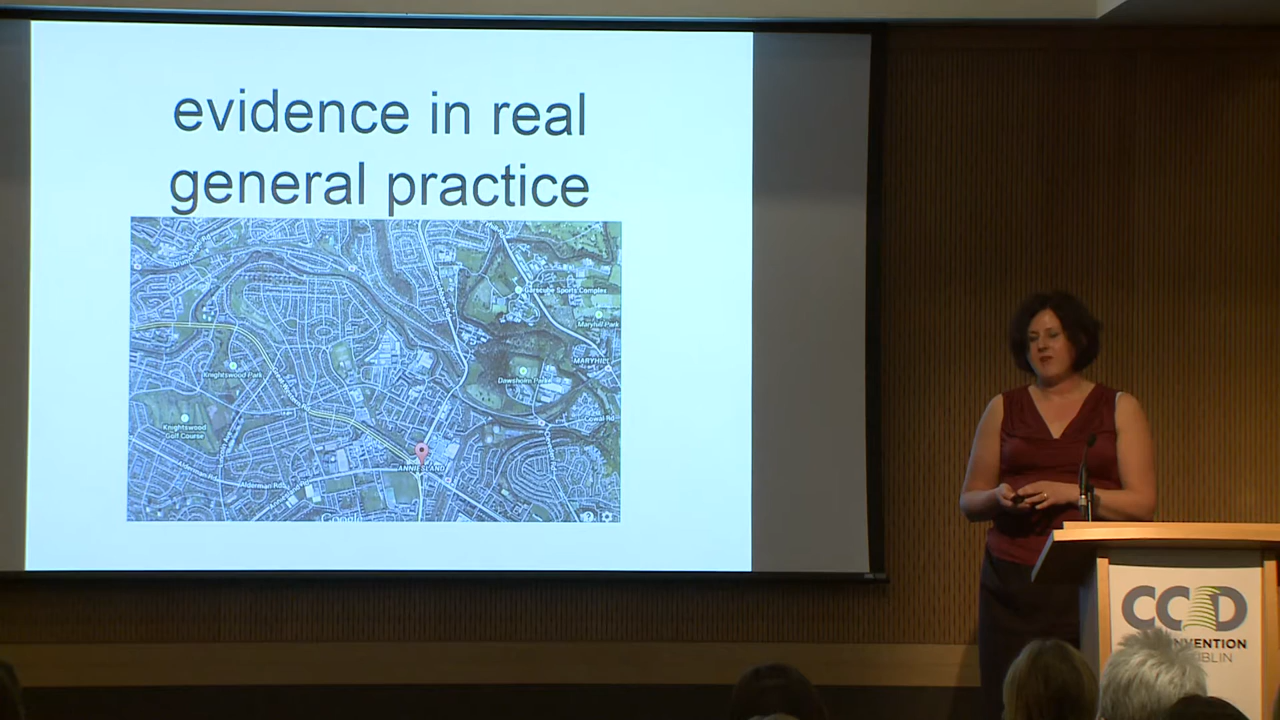 evidence in real
general practice
Garscube Sports Complex
Maryhill Park
MARYHILL
Knightswood Park
Dawsholm Park
Knightswood
Golf Course
ANNIESLAND
Alderman Rd
Google
CCD
CONVENTION
DUBLIN